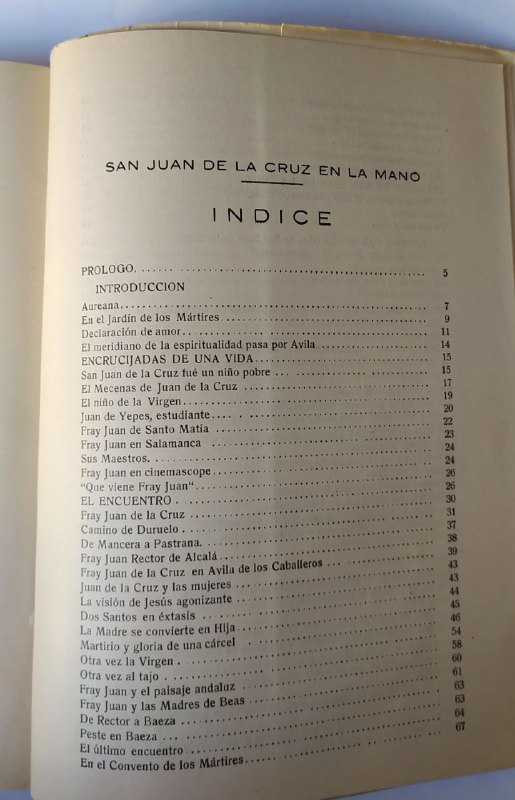 SAN JUAN DE LA CRUZ EN LA MANO
INDICE
PROLOGO. 5
INTRODUCCION
Aureana 7
En el Jardín de los Mártires 9
Declaración de amor 11
El meridiano de la espiritualidad pasa por Avila 14
ENCRUCIJADAS DE UNA VIDA 15
San Juan de la Cruz fué un niño pobre 15
El Mecenas de Juan de la Cruz 17
El niño de la Virgen 19
Juan de Yepes, estudiante 20
Fray Juan de Santo Matía 22
Fray Juan en Salamanca 23
Sus Maestros 24
Fray Juan en cinemascope 24
"Que viene Fray Juan" 26
EL ENCUENTRO 26
Fray Juan de la Cruz 30
Camino de Duruelo 31
De Mancera a Pastrana 37
Fray Juan Rector de Alcalá 38
Fray Juan de la Cruz en Avila de los Caballeros 39
Juan de la Cruz y las mujeres 43
La visión de Jesús agonizante 43
Dos Santos en éxtasis 44
La Madre se convierte en Hija 45
Martirio y gloria de una cárcel 46
Otra vez la Virgen 54
Otra vez al tajo 58
Fray Juan y el paisaje andaluz 60
Fray Juan y las Madres de Beas 61
De Rector a Baeza 63
Peste en Baeza 63
El último encuentro 64
En el Convento de los Mártires 67